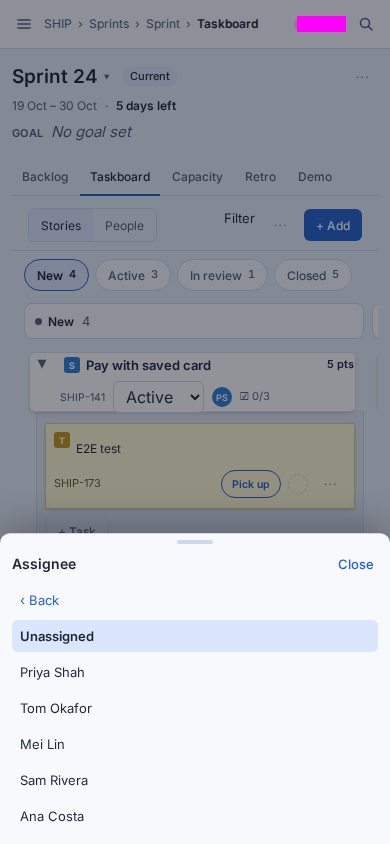 SHIP › Sprints › Sprint › Taskboard
Sprint 24 ▾ Current ...
19 Oct – 30 Oct · 5 days left
GOAL No goal set
Backlog Taskboard Capacity Retro Demo
Stories People Filter ... + Add
New 4 Active 3 In review 1 Closed 5
New 4
▼ S Pay with saved card 5 pts
SHIP-141 Active PS ☑ 0/3
T E2E test
SHIP-173 Pick up ...
+ Task
Assignee Close
‹ Back
Unassigned
Priya Shah
Tom Okafor
Mei Lin
Sam Rivera
Ana Costa